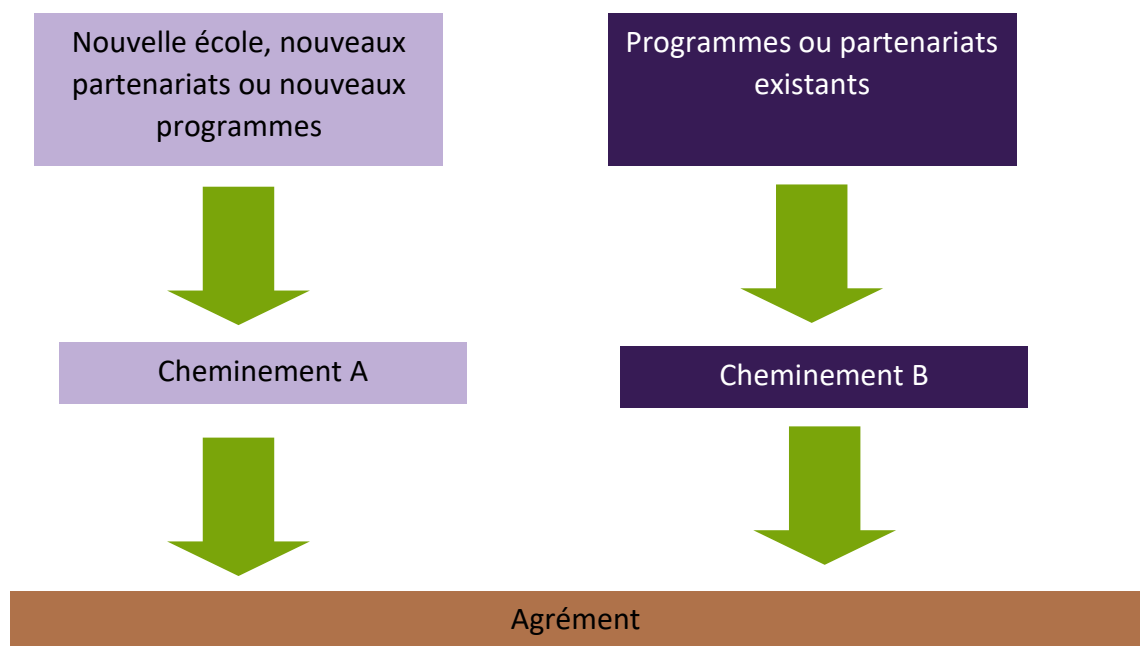 Nouvelle école, nouveaux
partenariats ou nouveaux
programmes
Programmes ou partenariats
existants
Cheminement A
Cheminement B
Agrément